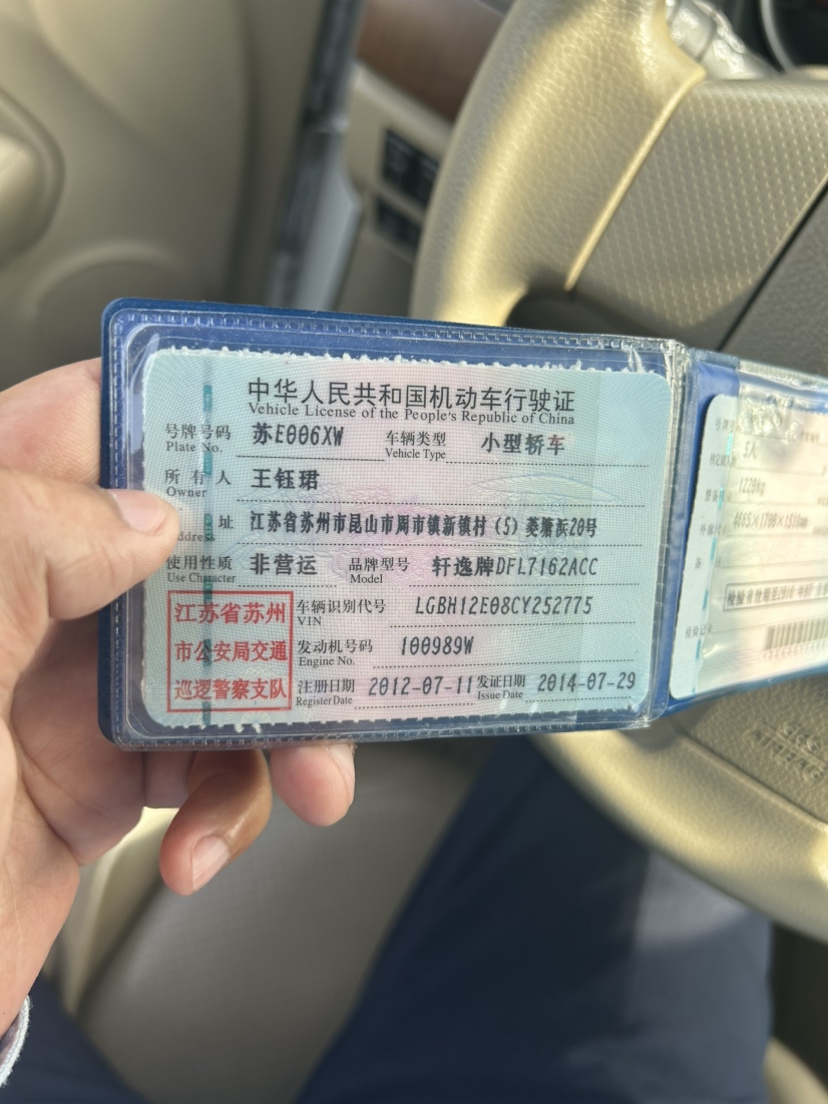 中华人民共和国机动车行驶证
Vehicle License of the People's Republic of China
号牌号码 苏E006XW 车辆类型 小型轿车
Plate No. Vehicle Type
所有人 王钰珺
Owner
址 江苏省苏州市昆山市周市镇新镇村(5)菱塘浜20号
ddress
使用性质 非营运 品牌型号 轩逸牌DFL7162ACC
Use Character Model
江苏省苏州
市公安局交通
巡逻警察支队
车辆识别代号 LGBH12E08CY252775
VIN
发动机号码 100989W
Engine No.
注册日期 2012-07-11 发证日期 2014-07-29
Register Date Issue Date
5人
1220kg
SRS
AIRBAG